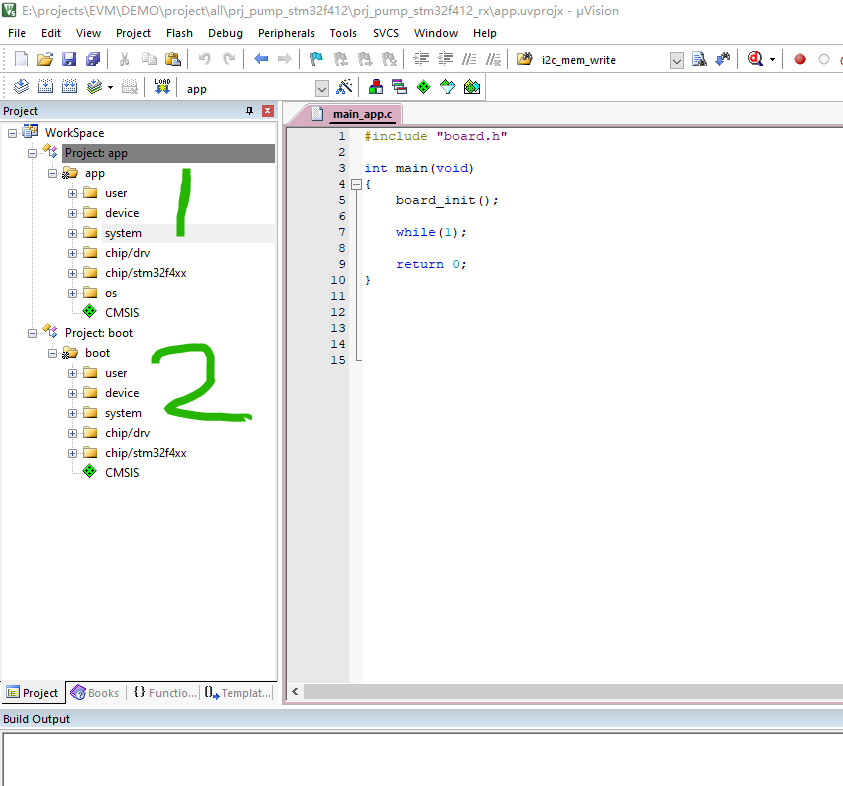 E:\projects\EVM\DEMO\project\all\prj_pump_stm32f412\prj_pump_stm32f412_rx\app.uvprojx - µVision
File Edit View Project Flash Debug Peripherals Tools SVCS Window Help
i2c_mem_write
LOAD app
Project
main_app.c
WorkSpace
Project: app
app
user
device
system
chip/drv
chip/stm32f4xx
os
CMSIS
Project: boot
boot
user
device
system
chip/drv
chip/stm32f4xx
CMSIS
1
2
1 #include "board.h"
2
3 int main(void)
4 {
5 board_init();
6
7 while(1);
8
9 return 0;
10 }
11
12
13
14
15
Project Books {} Functio... {} Templat...
Build Output